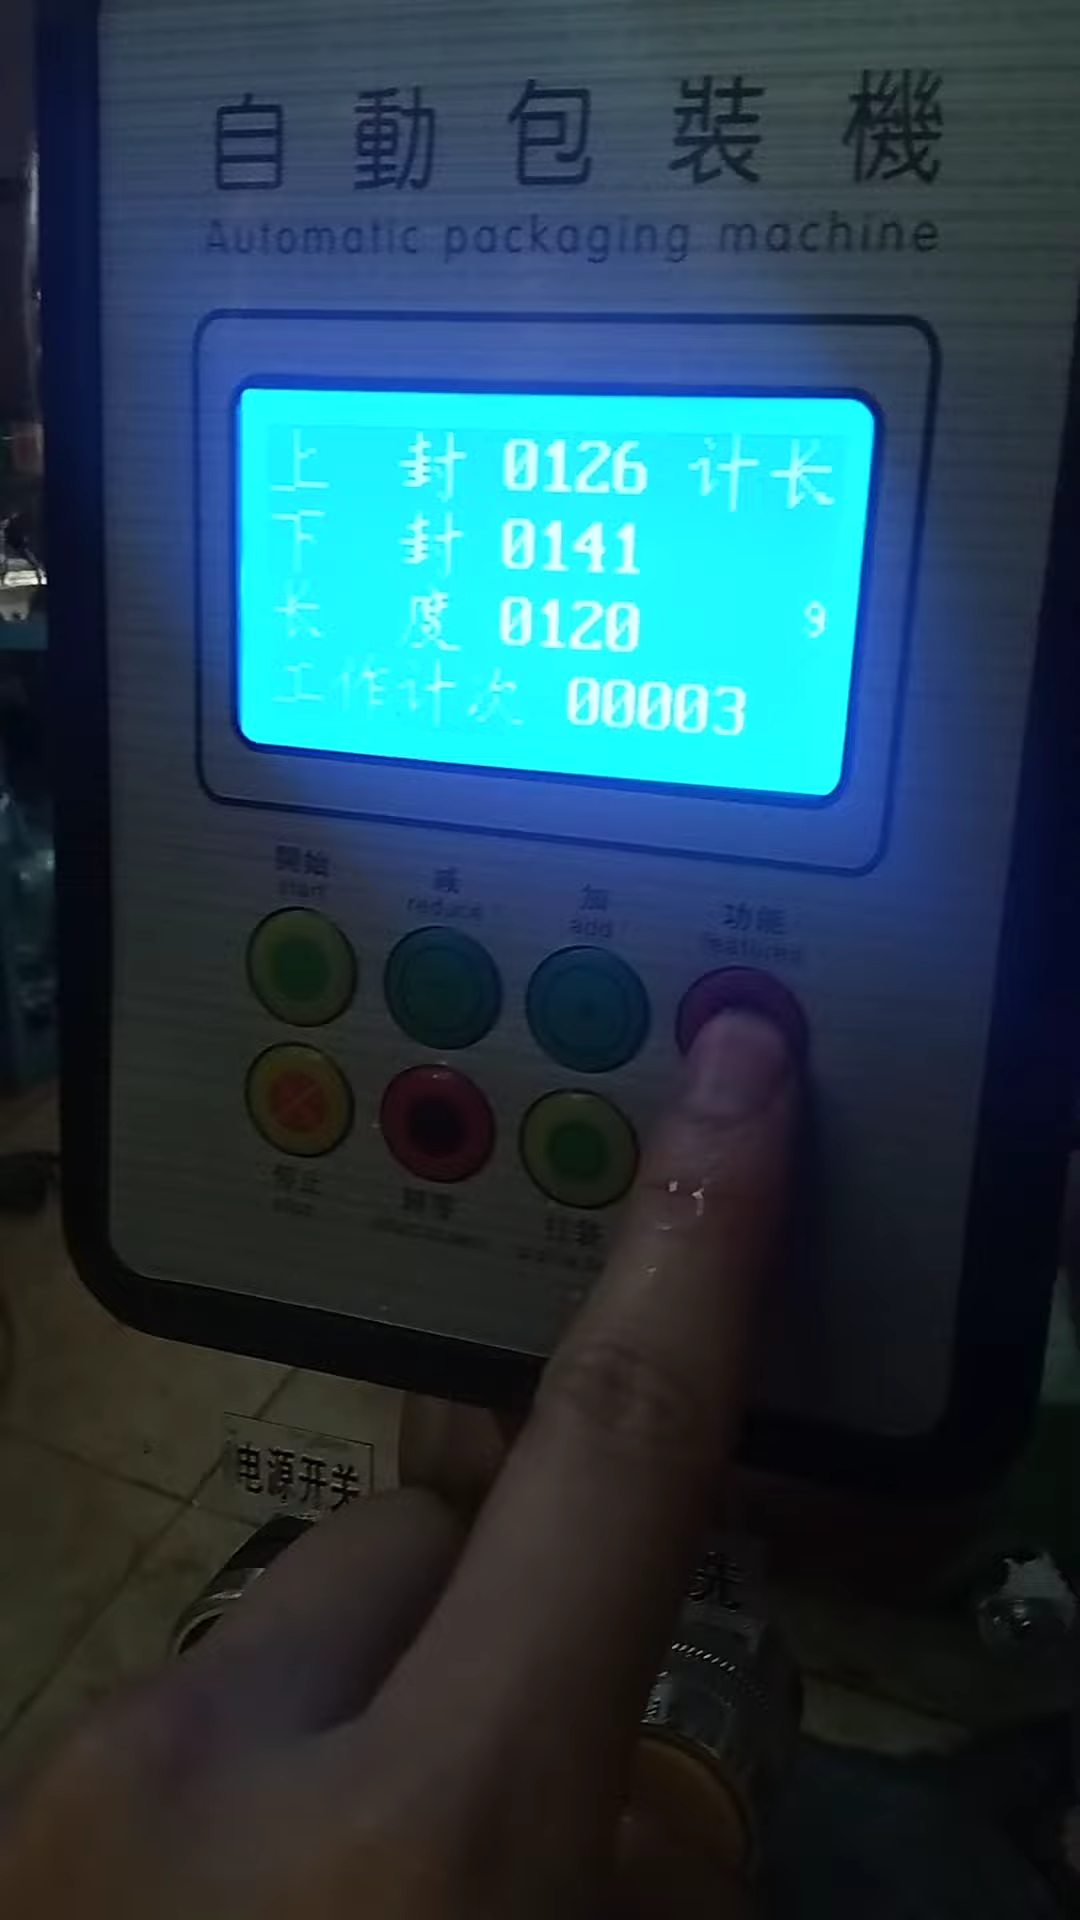 自動包裝機
Automatic packaging machine
上 封 0126 计长
下 封 0141
长 度 0120 9
工作计次 00003
開始 减 加 功能
start reduce add features
停止
电源开关